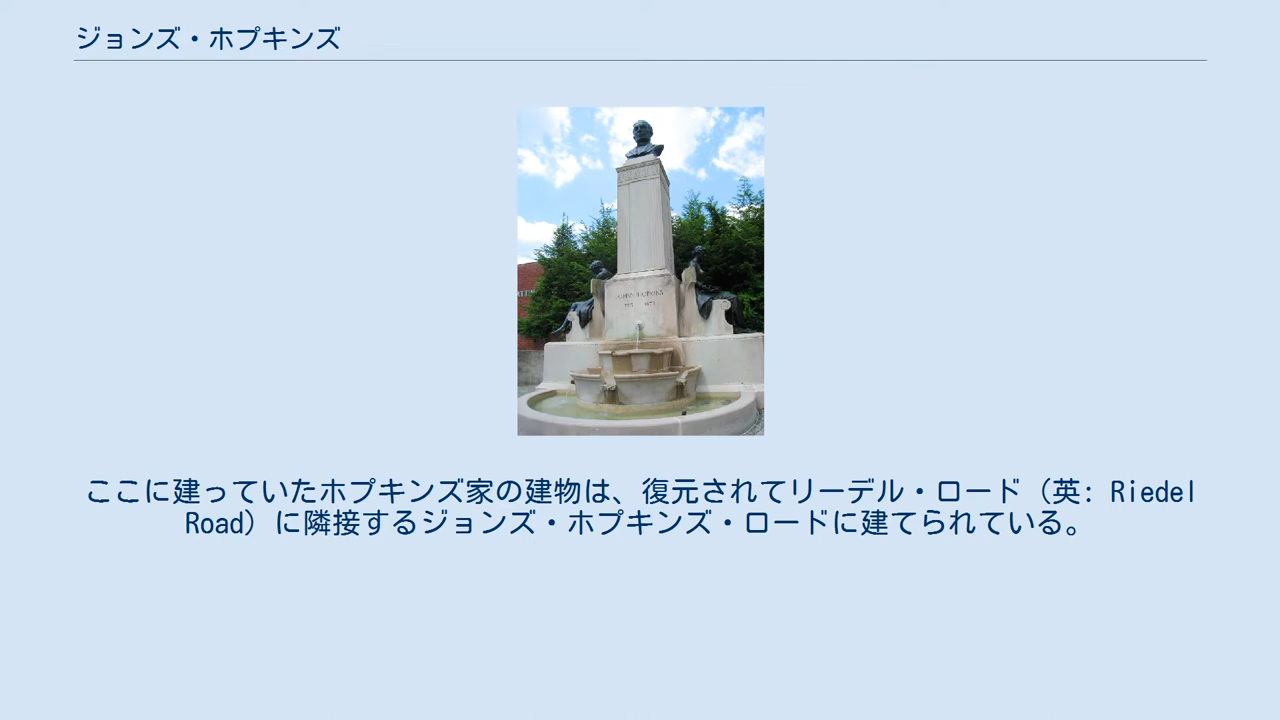 ジョンズ・ホプキンズ
ここに建っていたホプキンズ家の建物は、復元されてリーデル・ロード（英: Riedel
Road）に隣接するジョンズ・ホプキンズ・ロードに建てられている。